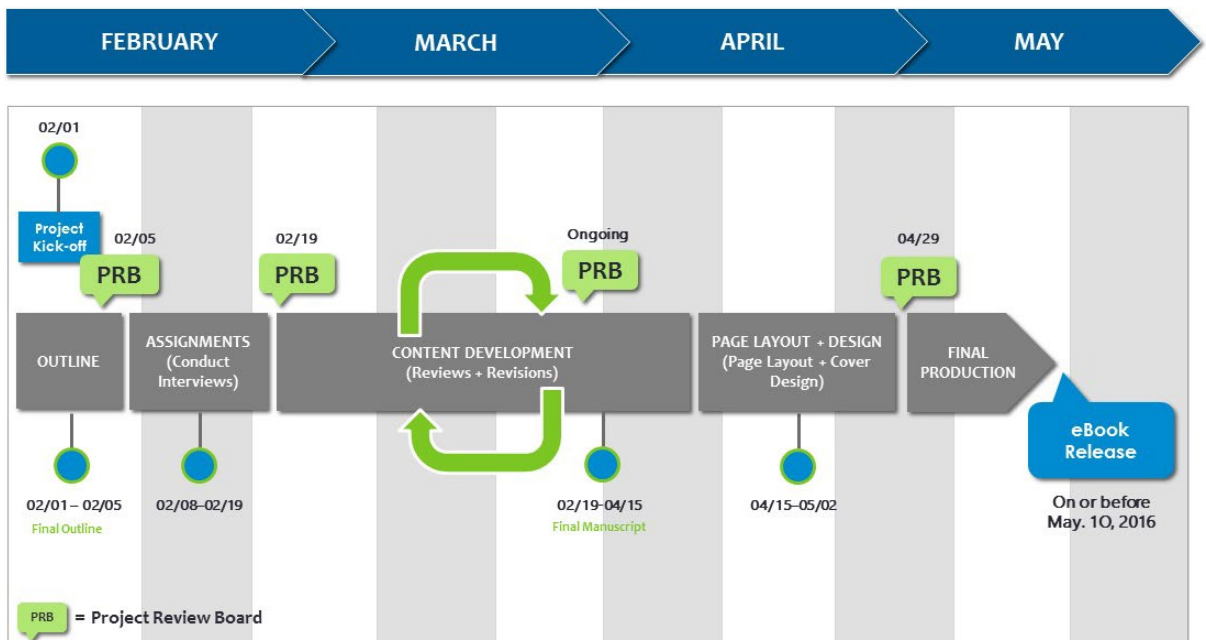 FEBRUARY
MARCH
APRIL
MAY
02/01
Project
Kick-off
02/05
PRB
02/19
PRB
Ongoing
PRB
04/29
PRB
OUTLINE
ASSIGNMENTS
(Conduct
Interviews)
CONTENT DEVELOPMENT
(Reviews + Revisions)
PAGE LAYOUT + DESIGN
(Page Layout + Cover
Design)
FINAL
PRODUCTION
eBook
Release
02/01 – 02/05
Final Outline
02/08–02/19
02/19-04/15
Final Manuscript
04/15–05/02
On or before
May. 1O, 2016
PRB = Project Review Board